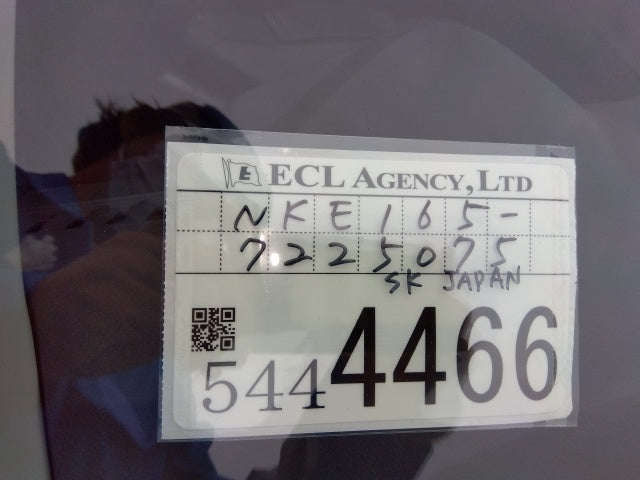 E ECL AGENCY, LTD
NKE165-
7225075
SK JAPAN
5444466